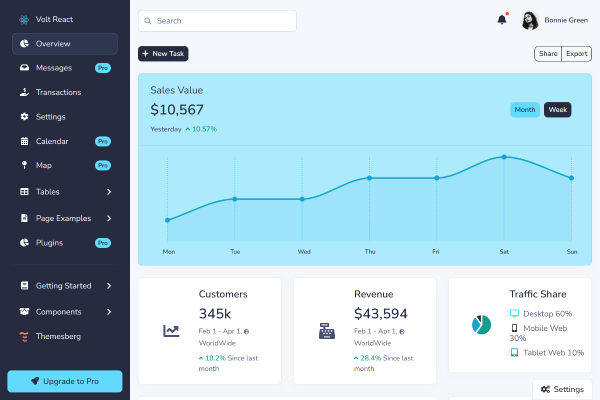 Volt React
Overview
Messages Pro
Transactions
Settings
Calendar Pro
Map Pro
Tables
Page Examples
Plugins Pro
Getting Started
Components
Themesberg
Upgrade to Pro
Search
Bonnie Green
New Task
Share Export
Sales Value
$10,567
Yesterday 10.57%
Month Week
Mon Tue Wed Thu Fri Sat Sun
Customers
345k
Feb 1 - Apr 1,
WorldWide
18.2% Since last
month
Revenue
$43,594
Feb 1 - Apr 1,
WorldWide
28.4% Since last
month
Traffic Share
Desktop 60%
Mobile Web
30%
Tablet Web 10%
Settings